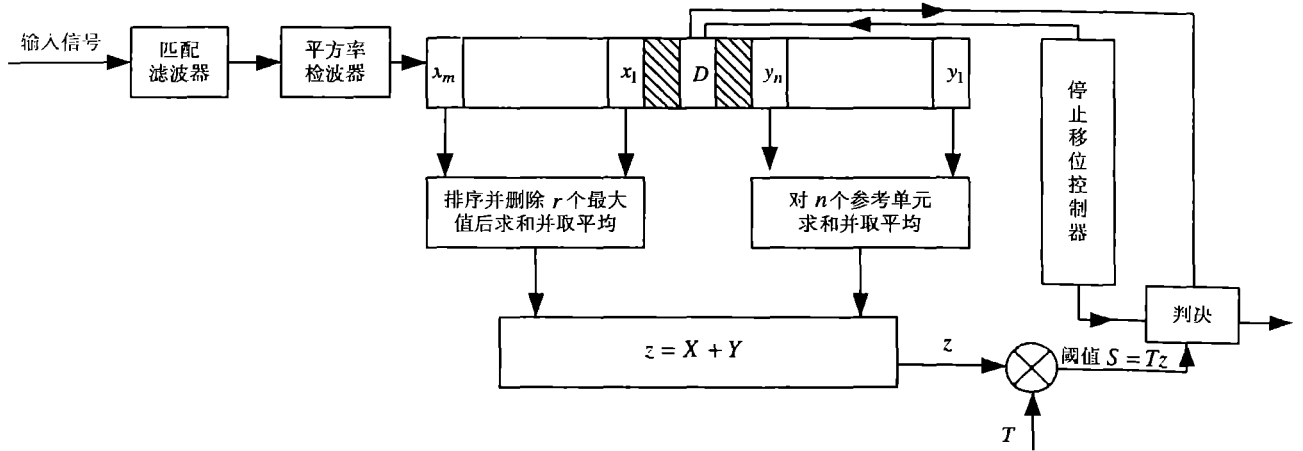 输入信号
匹配
滤波器
平方率
检波器
x_m
x_1
D
y_n
y_1
停止移位控制器
排序并删除 r 个最大
值后求和并取平均
对 n 个参考单元
求和并取平均
判决
z = X + Y
z
阈值 S = Tz
T